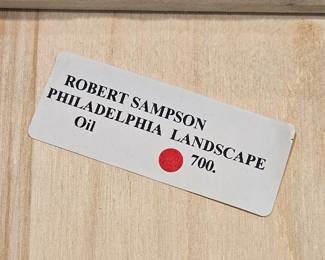 ROBERT SAMPSON
PHILADELPHIA LANDSCAPE
Oil
700.